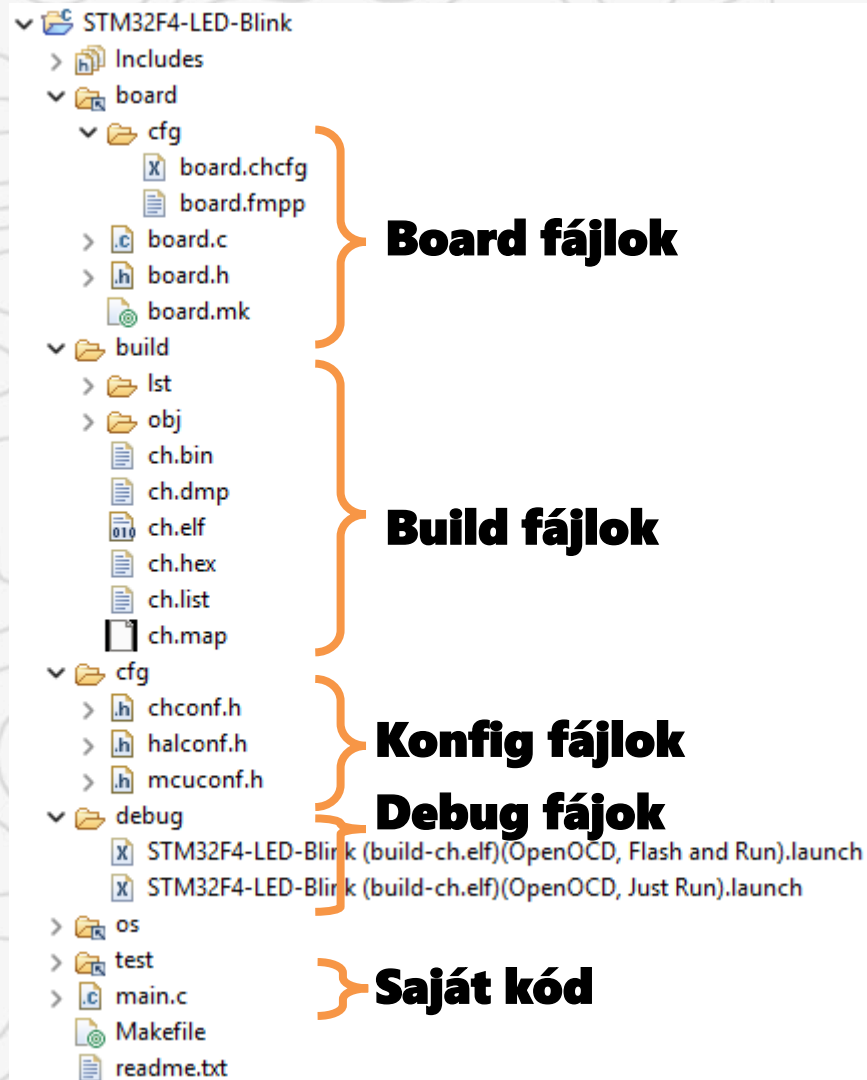 STM32F4-LED-Blink
Includes
board
cfg
board.chcfg
board.fmpp
board.c
board.h
board.mk
Board fájlok
build
lst
obj
ch.bin
ch.dmp
ch.elf
ch.hex
ch.list
ch.map
Build fájlok
cfg
chconf.h
halconf.h
mcuconf.h
Konfig fájlok
debug
Debug fájok
STM32F4-LED-Blink (build-ch.elf)(OpenOCD, Flash and Run).launch
STM32F4-LED-Blink (build-ch.elf)(OpenOCD, Just Run).launch
os
test
main.c
Saját kód
Makefile
readme.txt